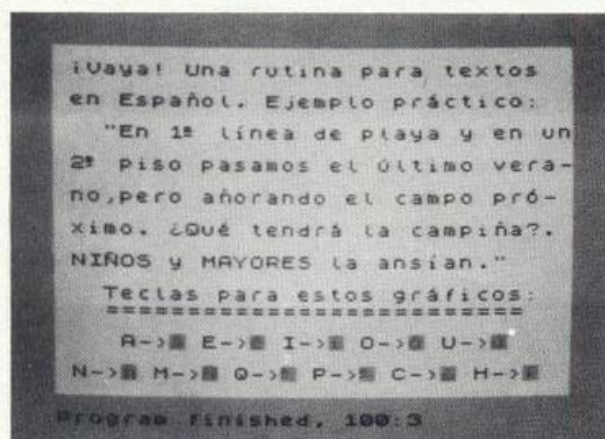 ¡Vaya! Una rutina para textos
en Español. Ejemplo práctico:
"En 1ª línea de playa y en un
2º piso pasamos el último vera-
no,pero añorando el campo pró-
ximo. ¿Qué tendrá la campiña?.
NIÑOS y MAYORES la ansían."
Teclas para estos gráficos:
===========================
A-> E-> I-> O-> U->
N-> M-> Q-> P-> C-> H->
Program finished, 100:3